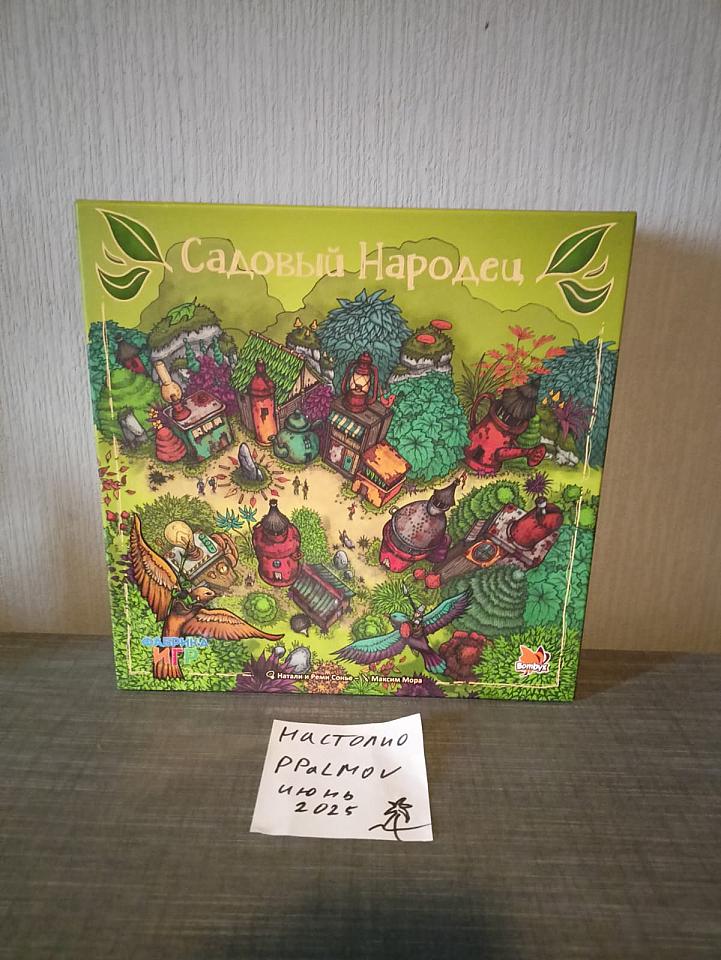 Садовый Народец
ФАБРИКА
ИГР
Натали и Реми Сонье – Максим Мора
Bombyx
Настолио
PPaLMOV
июнь
2025